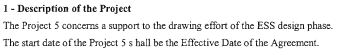 1 - Description of the Project
The Project 5 concerns a support to the drawing effort of the ESS design phase.
The start date of the Project 5 s hall be the Effective Date of the Agreement.